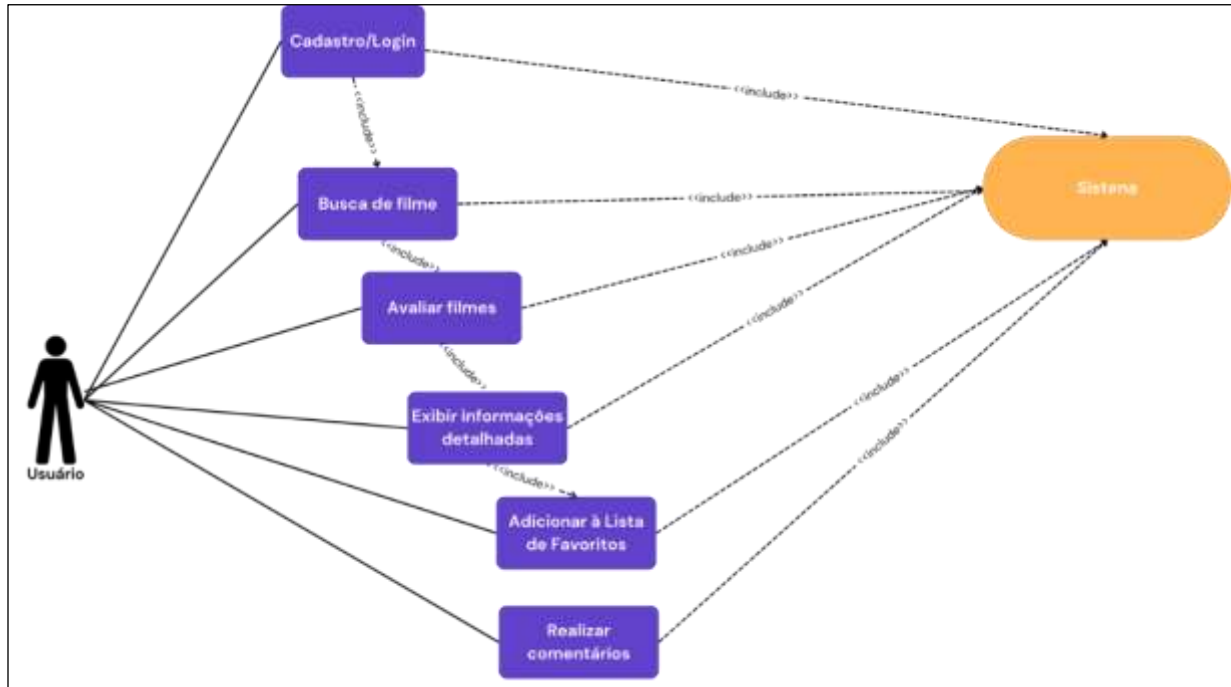 Cadastro/Login
<<include>>
<<include>>
Busca de filme
<<include>>
Sistena
<<include>>
<<include>>
Avaliar filmes
<<include>>
<<include>>
Exibir informações
detalhadas
<<include>>
<<include>>
Usuário
Adicionar à Lista
de Favoritos
<<include>>
Realizar
comentários